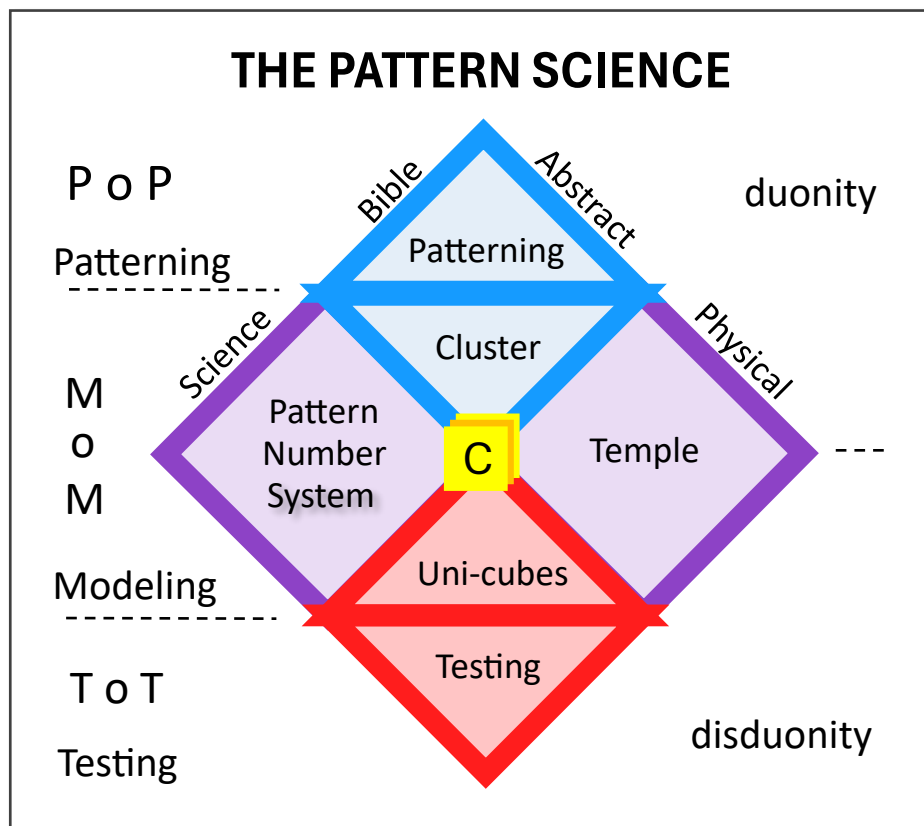 THE PATTERN SCIENCE
P o P
Bible
Abstract
duonity
Patterning
Patterning
Science
Cluster
Physical
M
o
M
Pattern
Number
System
C
Temple
Modeling
Uni-cubes
T o T
Testing
Testing
disduonity